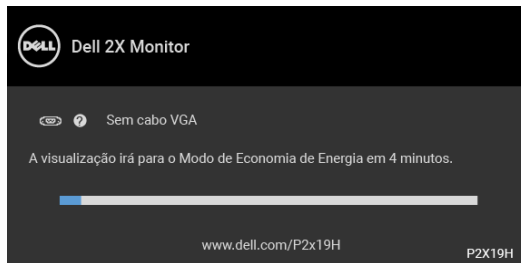 DELL
Dell 2X Monitor
? Sem cabo VGA
A visualização irá para o Modo de Economia de Energia em 4 minutos.
www.dell.com/P2x19H
P2X19H